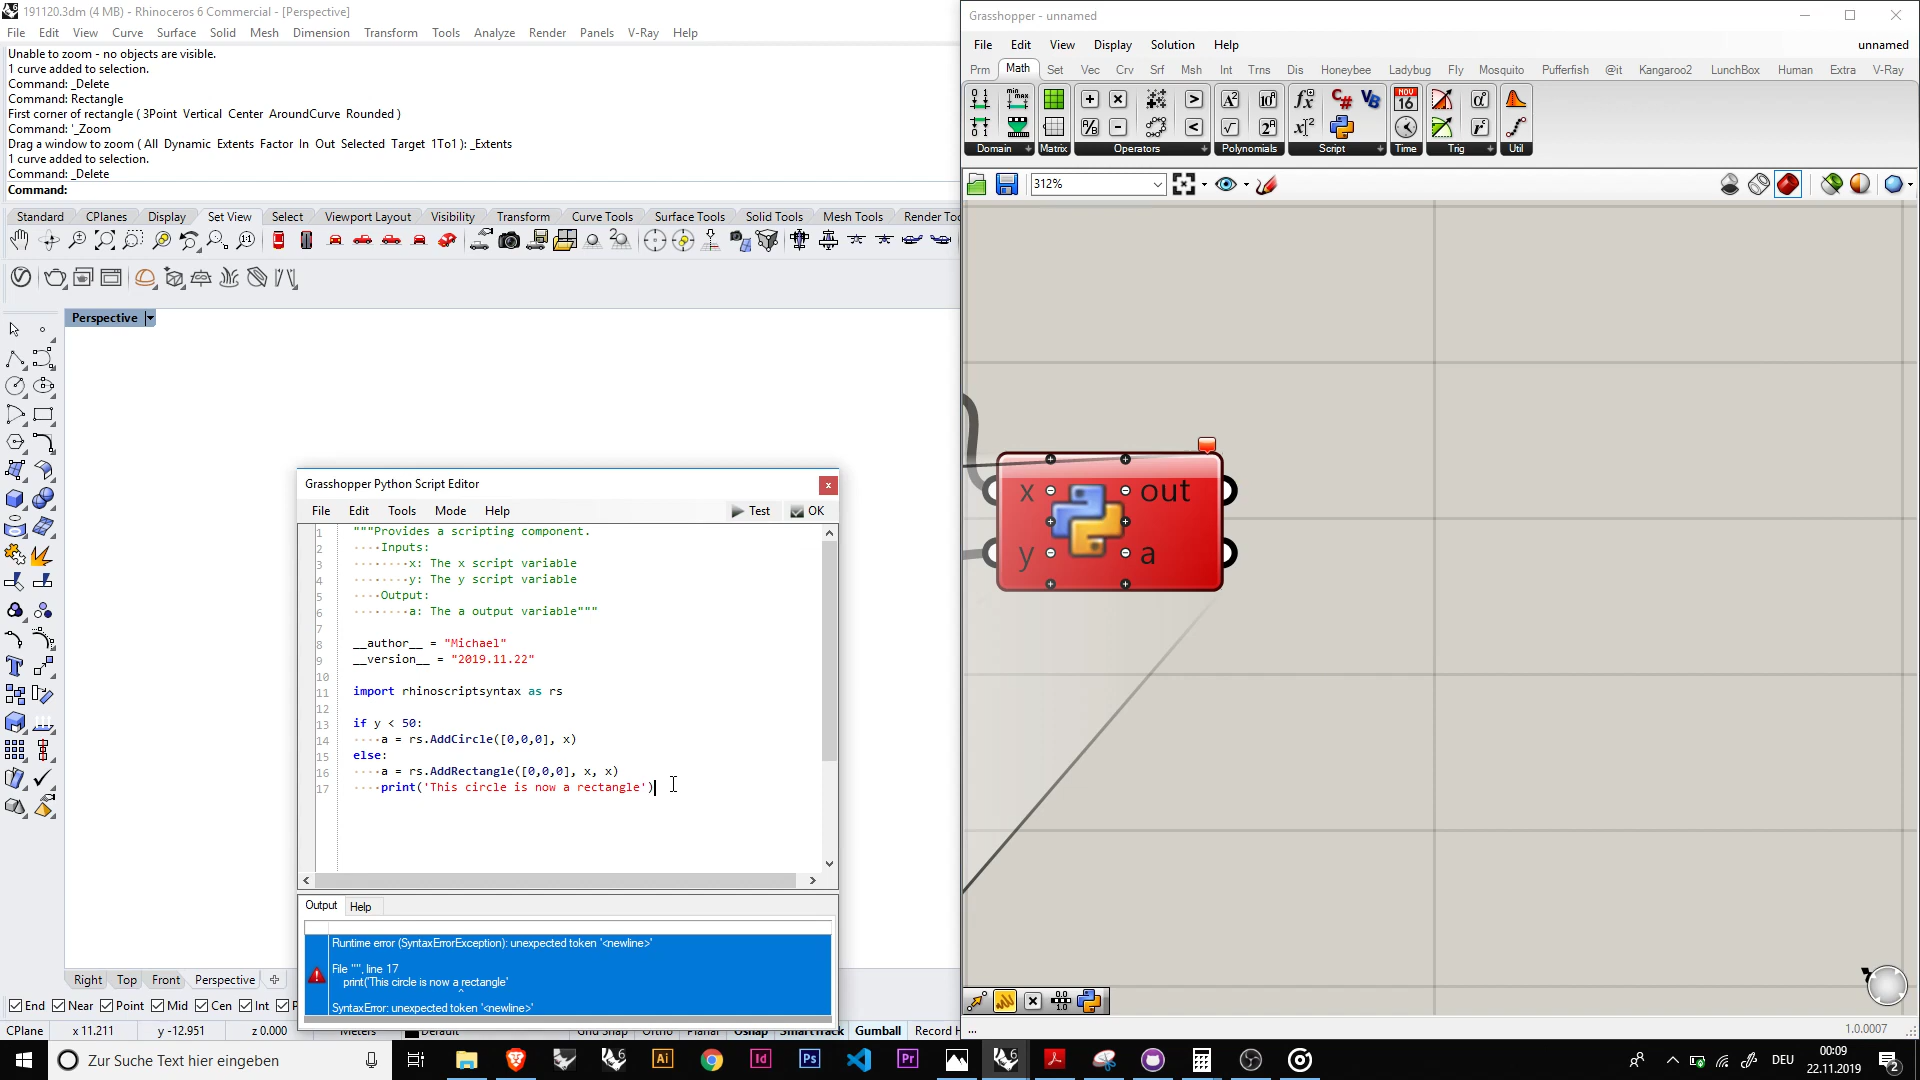 191120.3dm (4 MB) - Rhinoceros 6 Commercial - [Perspective]
File Edit View Curve Surface Solid Mesh Dimension Transform Tools Analyze Render Panels V-Ray Help
Unable to zoom - no objects are visible.
1 curve added to selection.
Command: _Delete
Command: Rectangle
First corner of rectangle ( 3Point Vertical Center AroundCurve Rounded )
Command: '_Zoom
Drag a window to zoom ( All Dynamic Extents Factor In Out Selected Target 1To1 ): _Extents
1 curve added to selection.
Command: _Delete
Command:
Standard CPlanes Display Set View Select Viewport Layout Visibility Transform Curve Tools Surface Tools Solid Tools Mesh Tools Render Too
Perspective
Grasshopper Python Script Editor
File Edit Tools Mode Help Test OK
1 """Provides a scripting component.
2 ····Inputs:
3 ········x: The x script variable
4 ········y: The y script variable
5 ····Output:
6 ········a: The a output variable"""
7
8 __author__ = "Michael"
9 __version__ = "2019.11.22"
10
11 import rhinoscriptsyntax as rs
12
13 if y < 50:
14 ····a = rs.AddCircle([0,0,0], x)
15 else:
16 ····a = rs.AddRectangle([0,0,0], x, x)
17 ····print('This circle is now a rectangle')
Output Help
Runtime error (SyntaxErrorException): unexpected token '<newline>'
File "", line 17
print('This circle is now a rectangle'
^
SyntaxError: unexpected token '<newline>'
Right Top Front Perspective
End Near Point Mid Cen Int P
CPlane x 11.211 y -12.951 z 0.000 Meters Default Grid Snap Ortho Planar Osnap SmartTrack Gumball Record H
Grasshopper - unnamed
File Edit View Display Solution Help unnamed
Prm Math Set Vec Crv Srf Msh Int Trns Dis Honeybee Ladybug Fly Mosquito Pufferfish @it Kangaroo2 LunchBox Human Extra V-Ray
Domain Matrix Operators Polynomials Script Time Trig Util
312%
x out
y a
...
1.0.0007
Zur Suche Text hier eingeben
DEU
00:09
22.11.2019
2